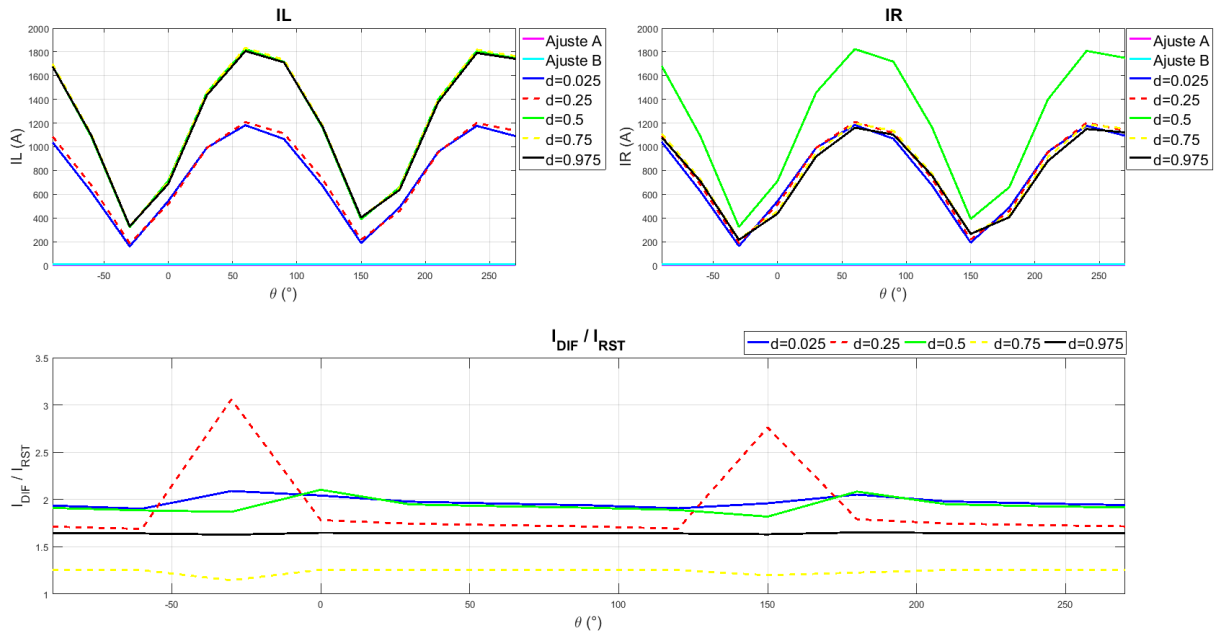 IL
IL (A)
2000
1800
1600
1400
1200
1000
800
600
400
200
0
-50
0
50
100
150
200
250
θ (°)
Ajuste A
Ajuste B
d=0.025
d=0.25
d=0.5
d=0.75
d=0.975
IR
IR (A)
2000
1800
1600
1400
1200
1000
800
600
400
200
0
-50
0
50
100
150
200
250
θ (°)
Ajuste A
Ajuste B
d=0.025
d=0.25
d=0.5
d=0.75
d=0.975
I_DIF / I_RST
d=0.025 d=0.25 d=0.5 d=0.75 d=0.975
I_DIF / I_RST
3.5
3
2.5
2
1.5
1
-50
0
50
100
150
200
250
θ (°)